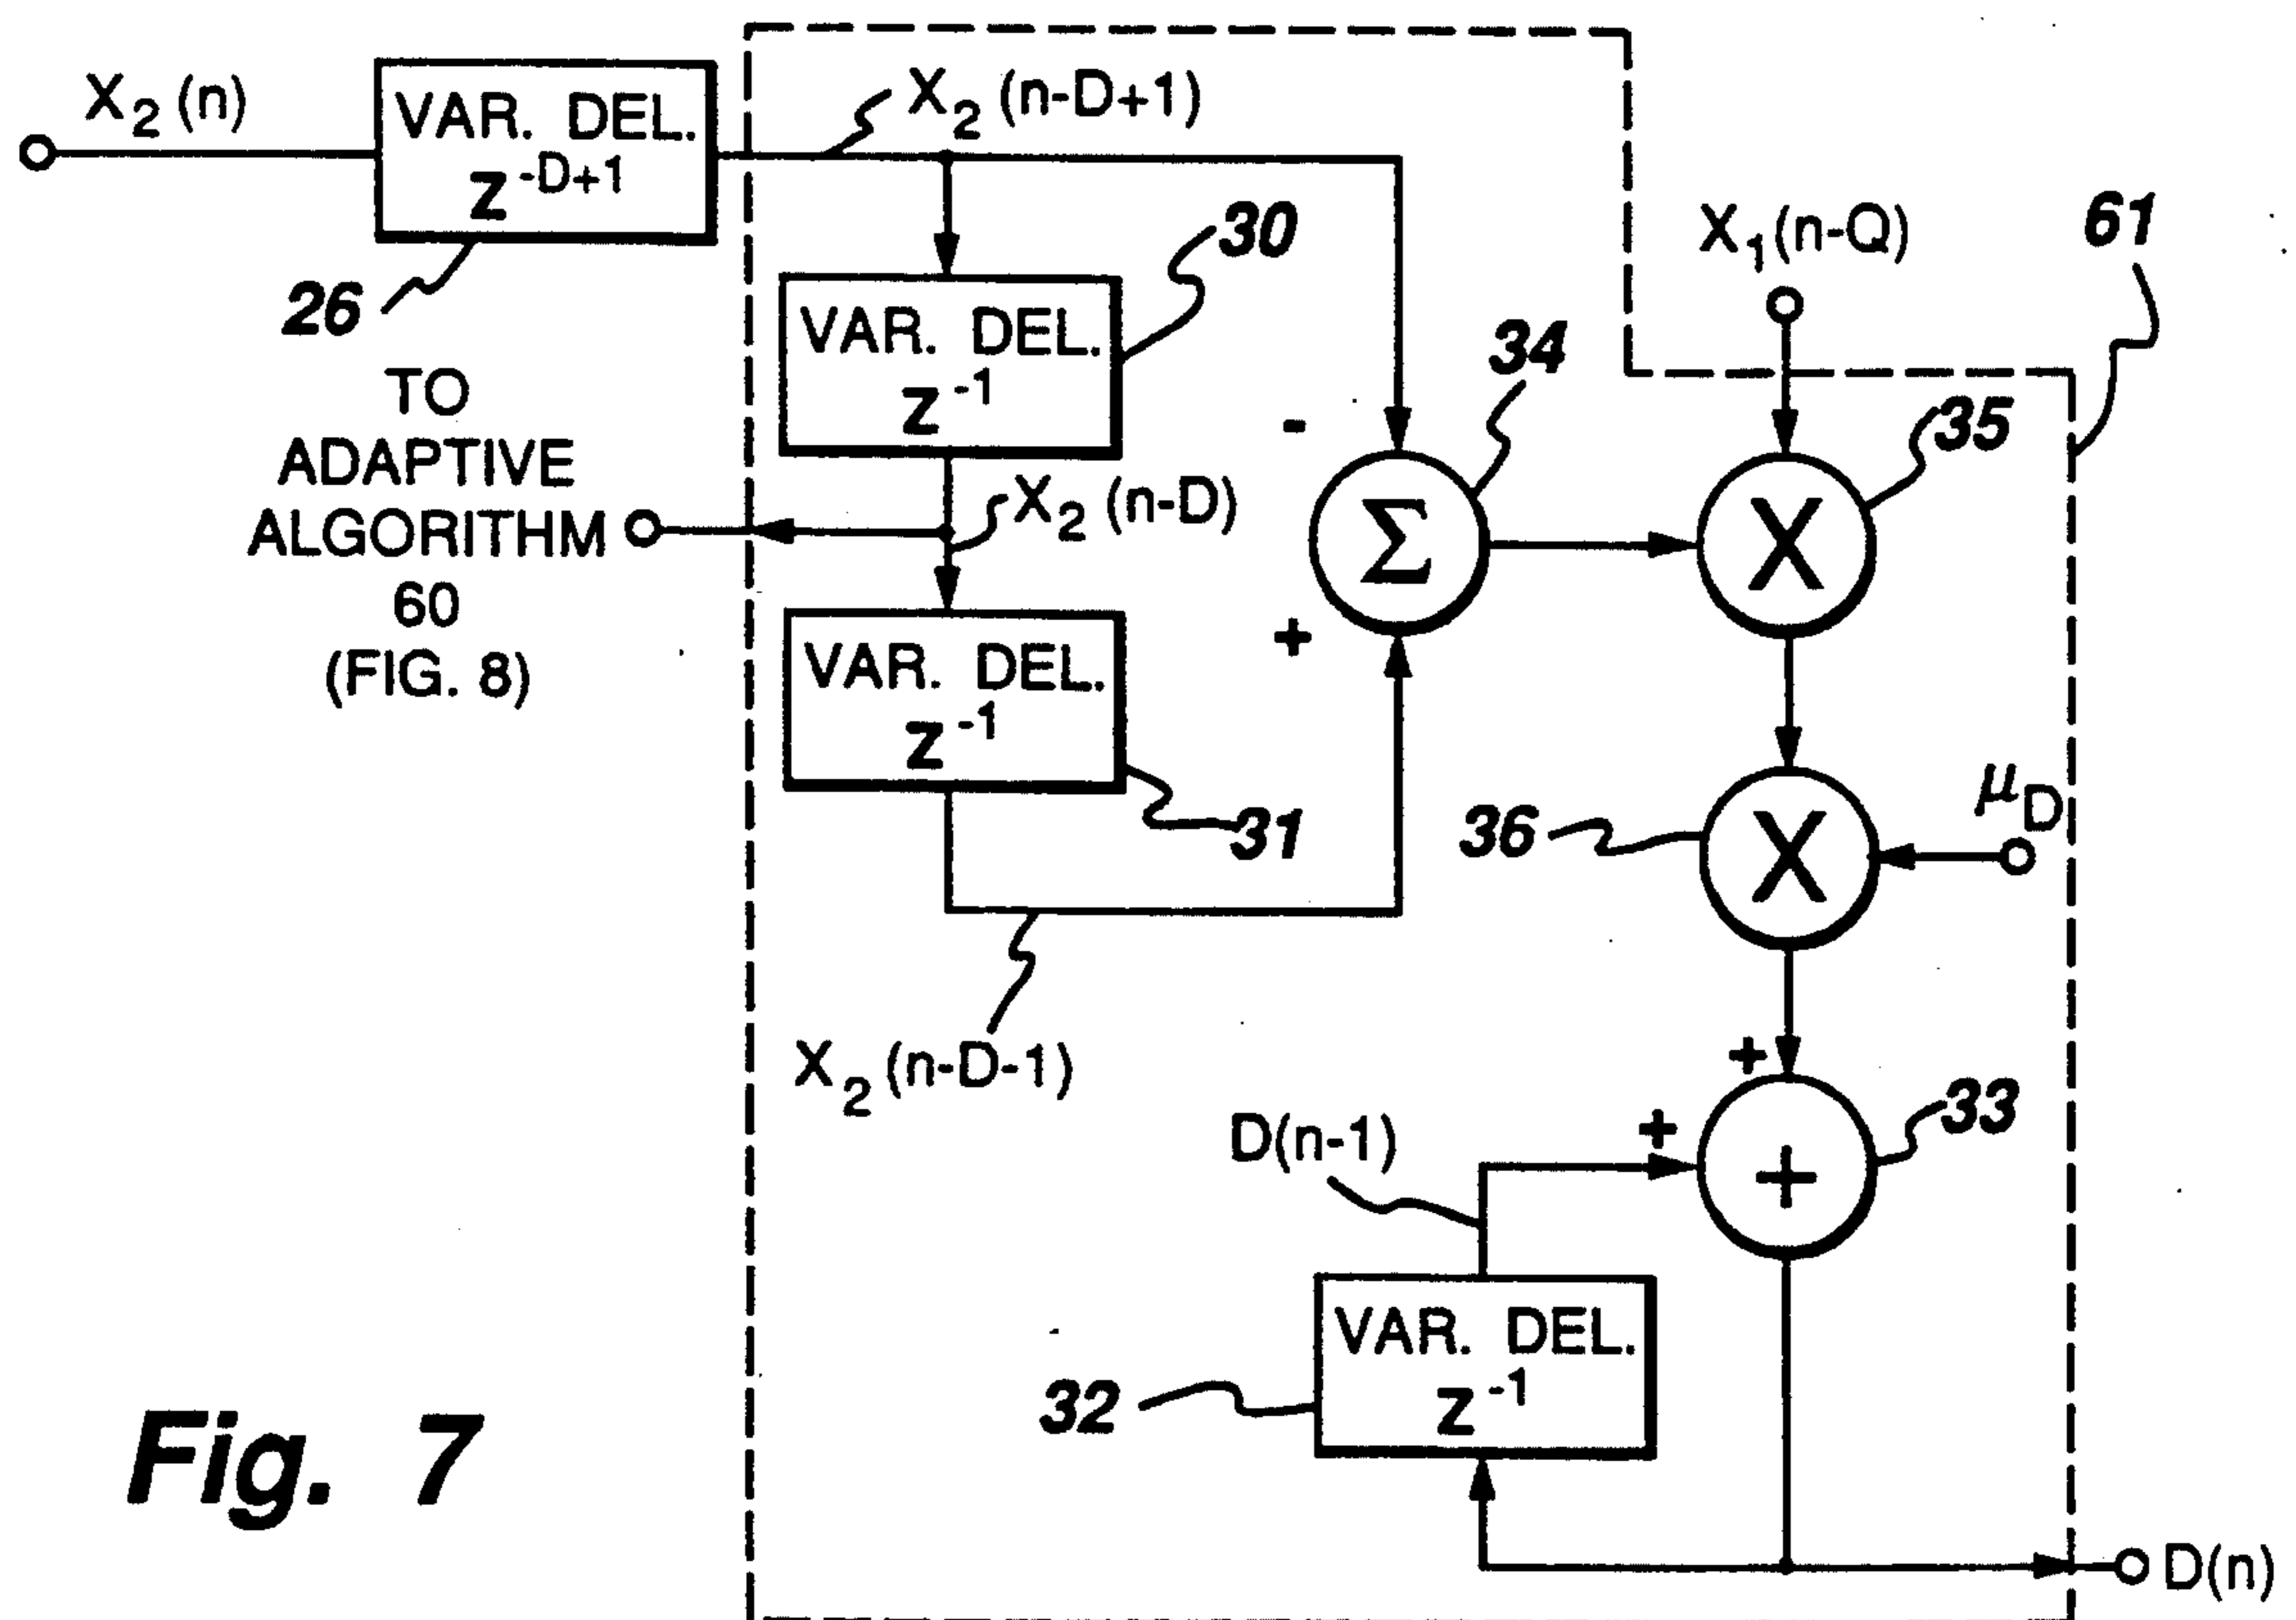 X2 (n)
VAR. DEL.
Z-D+1
X2 (n-D+1)
26
30
X1(n-Q)
61
VAR. DEL.
Z-1
34
35
-
TO
ADAPTIVE
ALGORITHM
60
(FIG. 8)
X2 (n-D)
Σ
X
+
VAR. DEL.
Z-1
31
36
X
μD
X2 (n-D-1)
+
D(n-1)
+
33
+
VAR. DEL.
Z-1
32
D(n)
Fig. 7